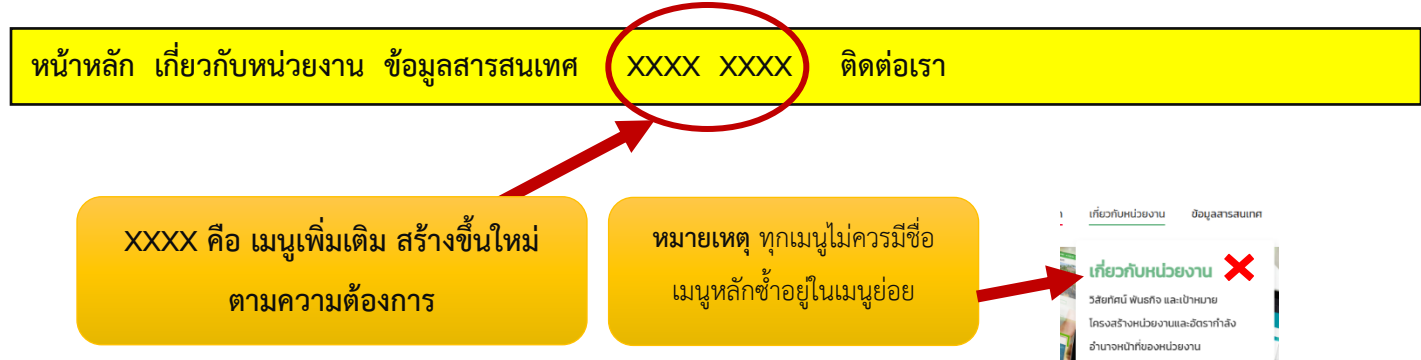 หน้าหลัก เกี่ยวกับหน่วยงาน ข้อมูลสารสนเทศ XXXX XXXX ติดต่อเรา
XXXX คือ เมนูเพิ่มเติม สร้างขึ้นใหม่
ตามความต้องการ
หมายเหตุ ทุกเมนูไม่ควรมีชื่อ
เมนูหลักซ้ำอยู่ในเมนูย่อย
เกี่ยวกับหน่วยงาน ข้อมูลสารสนเทศ
เกี่ยวกับหน่วยงาน
วิสัยทัศน์ พันธกิจ และเป้าหมาย
โครงสร้างหน่วยงานและอัตรากำลัง
อำนาจหน้าที่ของหน่วยงาน